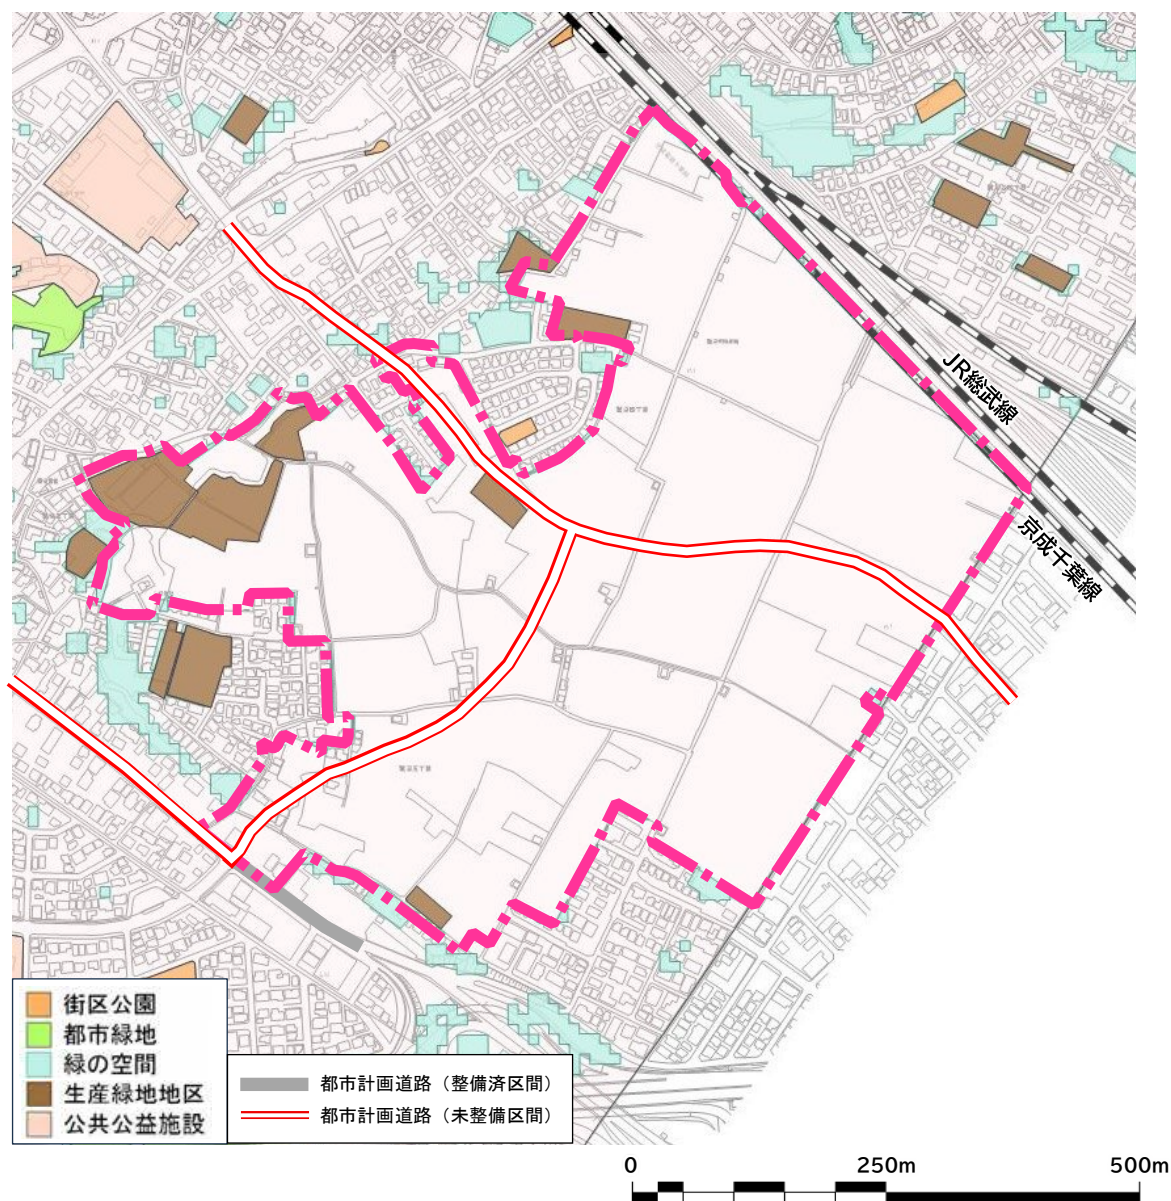 JR総武線
京成千葉線
街区公園
都市緑地
緑の空間
生産緑地地区
公共公益施設
都市計画道路（整備済区間）
都市計画道路（未整備区間）
0 250m 500m